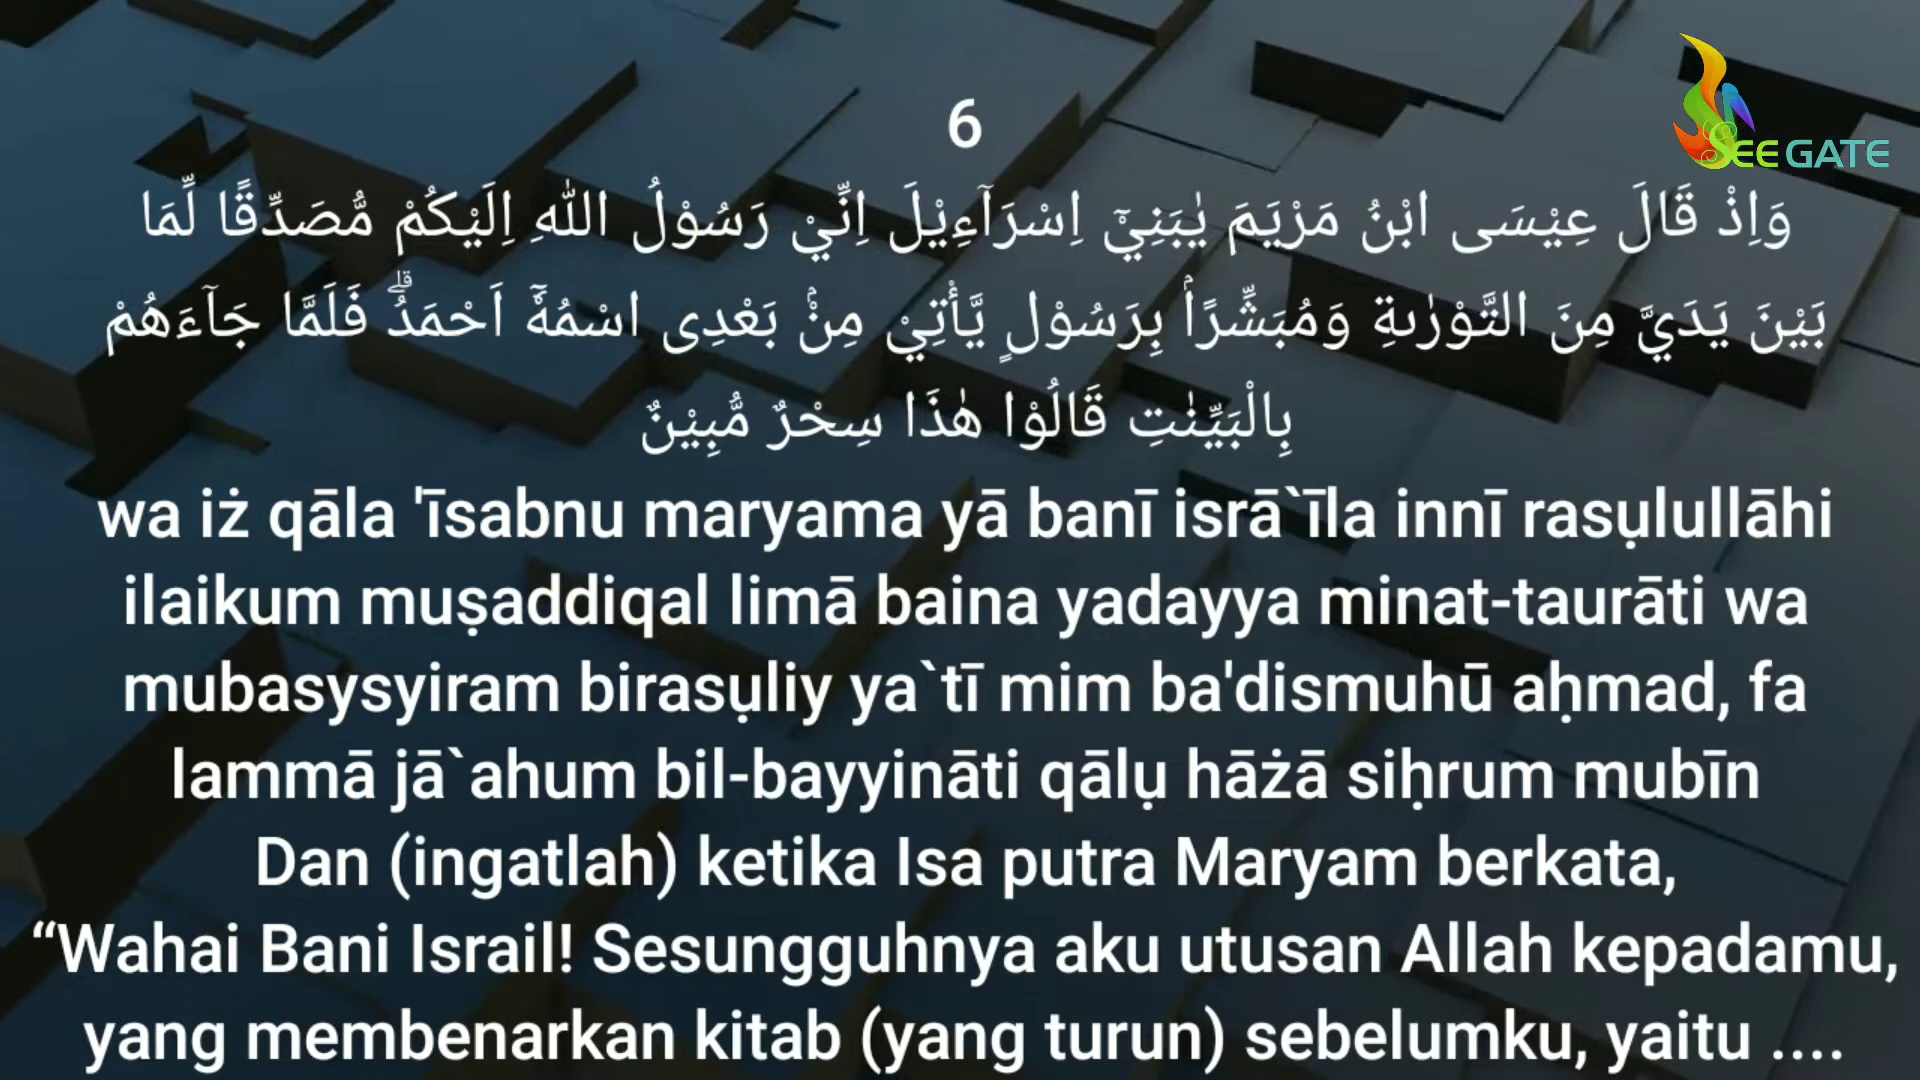 SEE GATE
6
وَاِذْ قَالَ عِيْسَى ابْنُ مَرْيَمَ يٰبَنِيْٓ اِسْرَآءِيْلَ اِنِّيْ رَسُوْلُ اللّٰهِ اِلَيْكُمْ مُّصَدِّقًا لِّمَا
بَيْنَ يَدَيَّ مِنَ التَّوْرٰىةِ وَمُبَشِّرًاۢ بِرَسُوْلٍ يَّأْتِيْ مِنْۢ بَعْدِى اسْمُهٗٓ اَحْمَدُۗ فَلَمَّا جَآءَهُمْ
بِالْبَيِّنٰتِ قَالُوْا هٰذَا سِحْرٌ مُّبِيْنٌ
wa iż qāla 'īsabnu maryama yā banī isrā`īla innī rasụlullāhi
ilaikum muṣaddiqal limā baina yadayya minat-taurāti wa
mubasysyiram birasụliy ya`tī mim ba'dismuhū aḥmad, fa
lammā jā`ahum bil-bayyināti qālụ hāżā siḥrum mubīn
Dan (ingatlah) ketika Isa putra Maryam berkata,
“Wahai Bani Israil! Sesungguhnya aku utusan Allah kepadamu,
yang membenarkan kitab (yang turun) sebelumku, yaitu ....